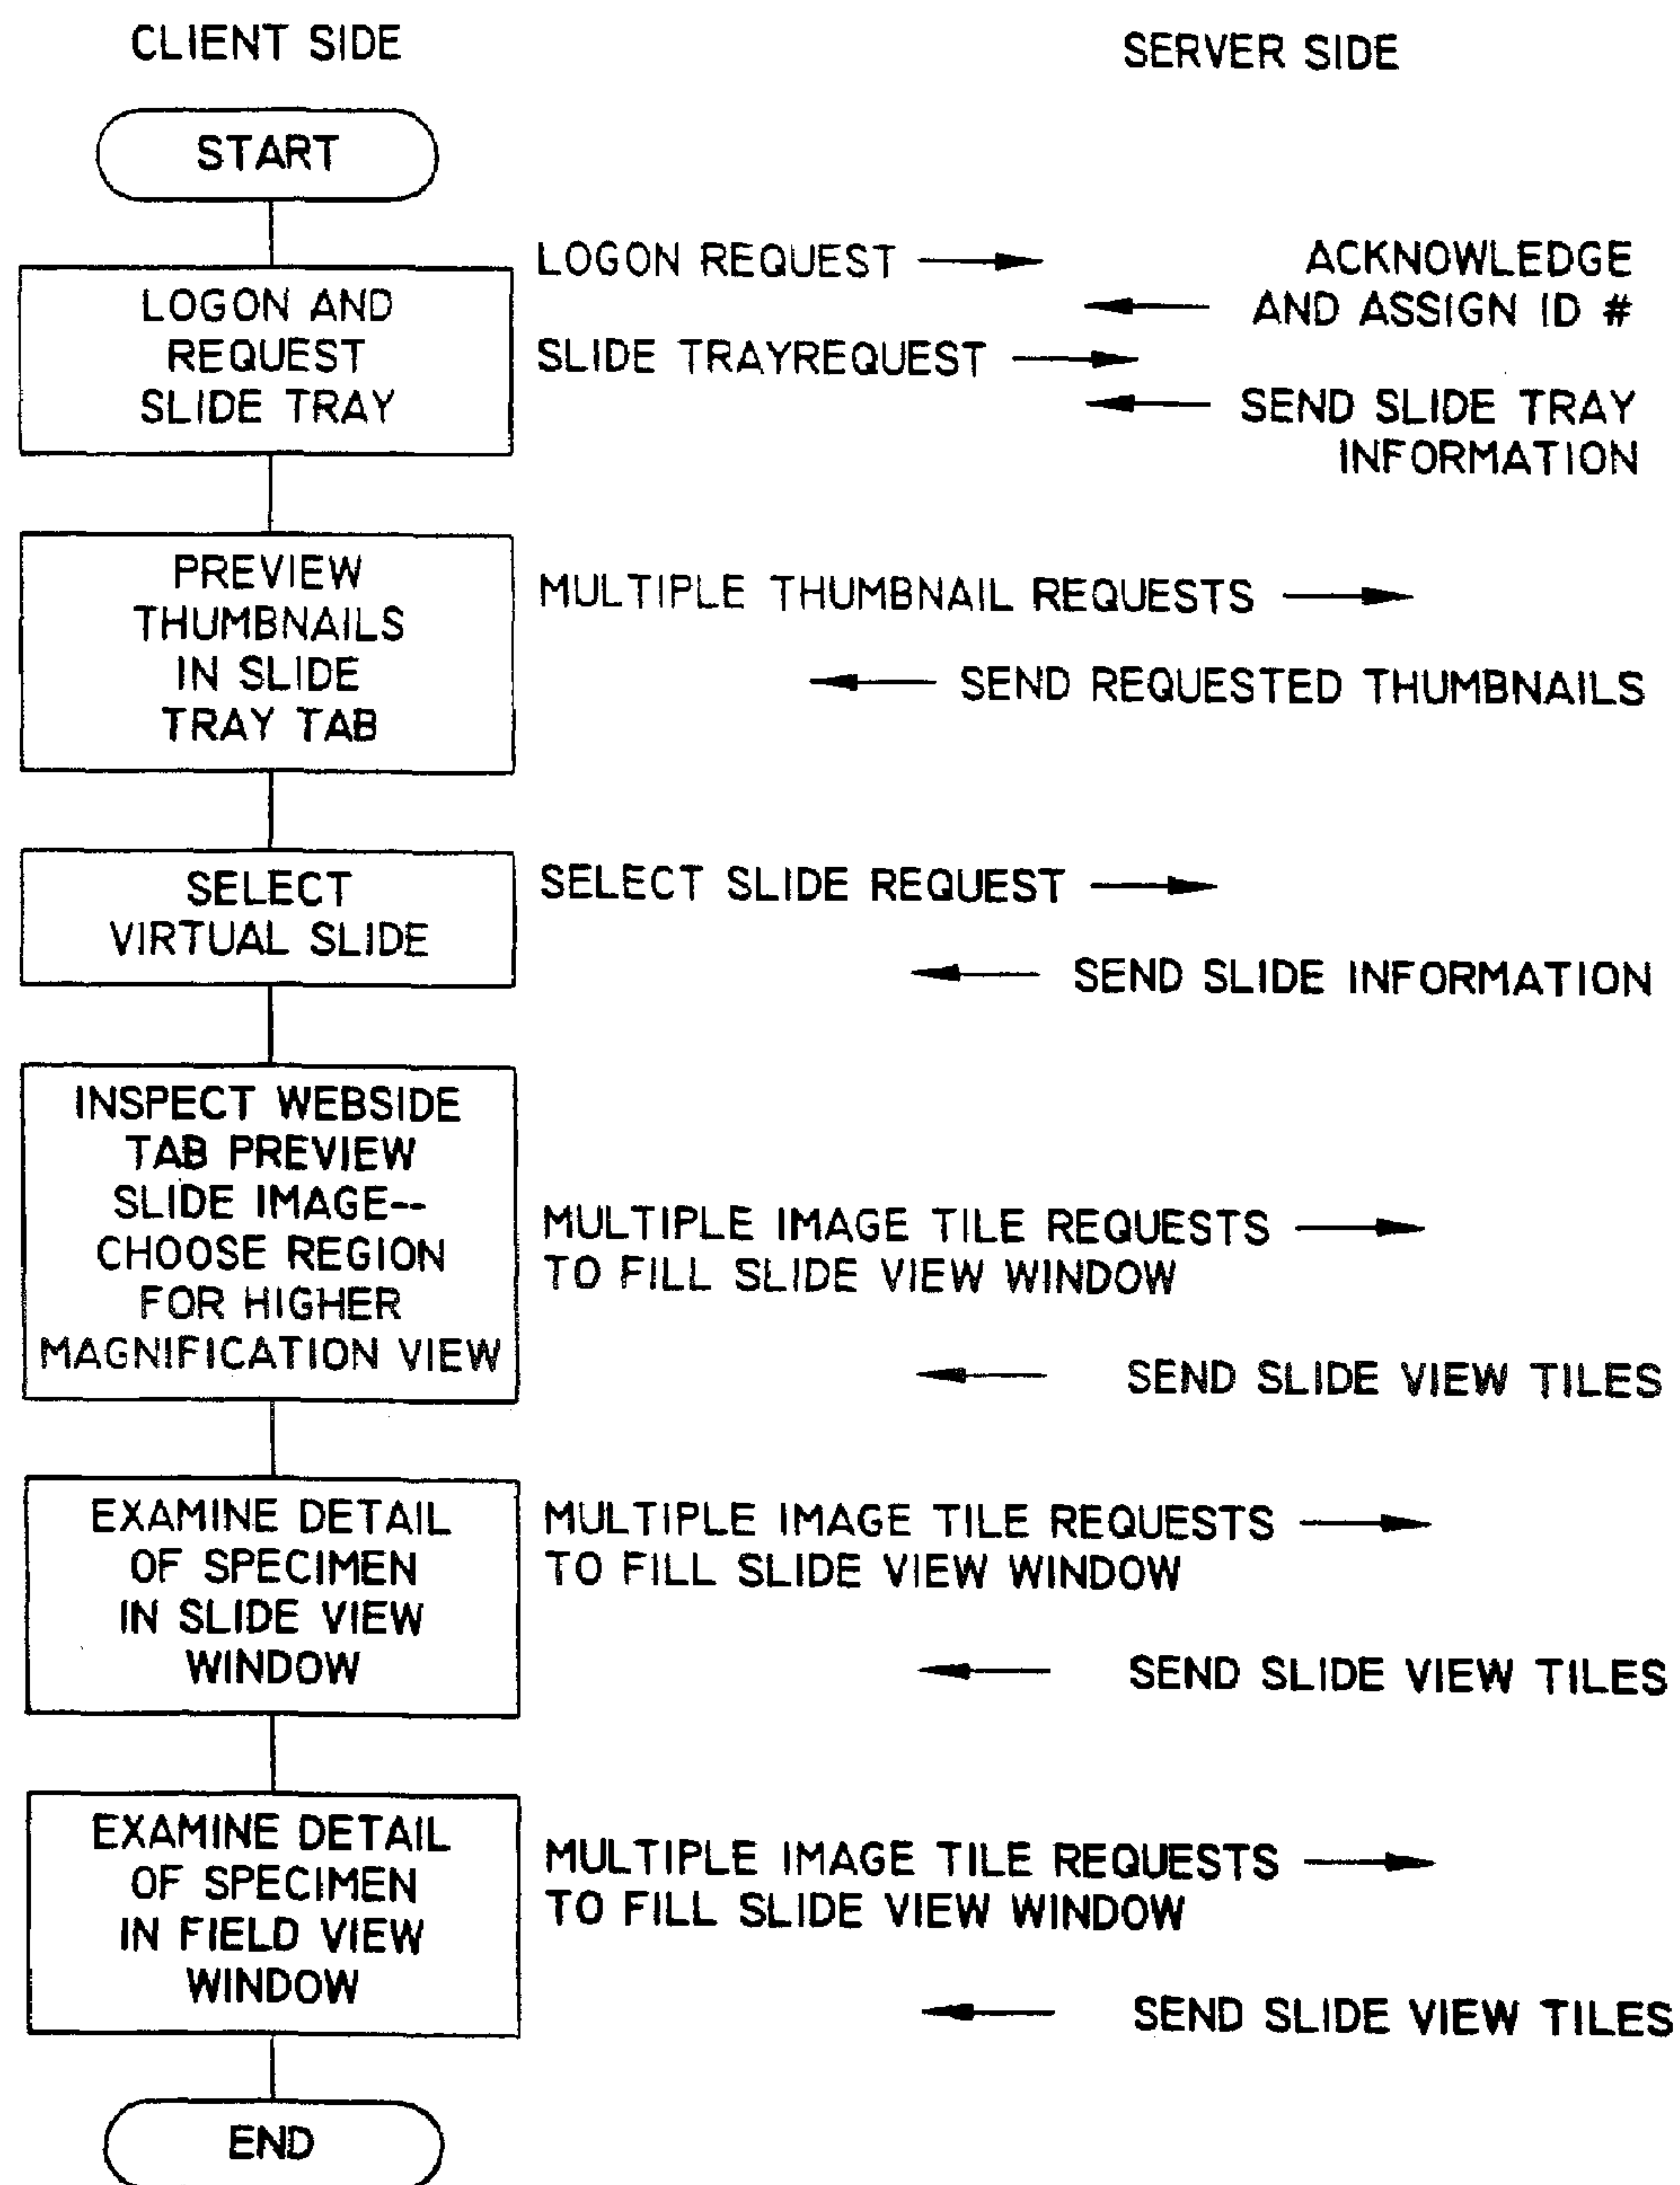 CLIENT SIDE
SERVER SIDE
START
LOGON AND
REQUEST
SLIDE TRAY
LOGON REQUEST
ACKNOWLEDGE
AND ASSIGN ID #
SLIDE TRAYREQUEST
SEND SLIDE TRAY
INFORMATION
PREVIEW
THUMBNAILS
IN SLIDE
TRAY TAB
MULTIPLE THUMBNAIL REQUESTS
SEND REQUESTED THUMBNAILS
SELECT
VIRTUAL SLIDE
SELECT SLIDE REQUEST
SEND SLIDE INFORMATION
INSPECT WEBSIDE
TAB PREVIEW
SLIDE IMAGE--
CHOOSE REGION
FOR HIGHER
MAGNIFICATION VIEW
MULTIPLE IMAGE TILE REQUESTS
TO FILL SLIDE VIEW WINDOW
SEND SLIDE VIEW TILES
EXAMINE DETAIL
OF SPECIMEN
IN SLIDE VIEW
WINDOW
MULTIPLE IMAGE TILE REQUESTS
TO FILL SLIDE VIEW WINDOW
SEND SLIDE VIEW TILES
EXAMINE DETAIL
OF SPECIMEN
IN FIELD VIEW
WINDOW
MULTIPLE IMAGE TILE REQUESTS
TO FILL SLIDE VIEW WINDOW
SEND SLIDE VIEW TILES
END